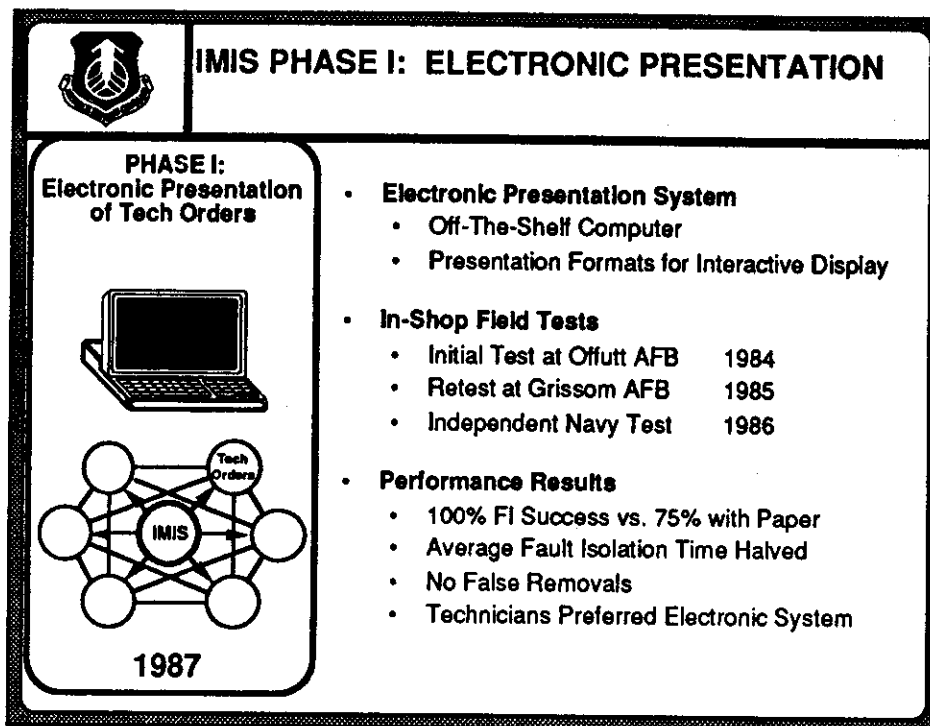 IMIS PHASE I: ELECTRONIC PRESENTATION
PHASE I:
Electronic Presentation
of Tech Orders
Tech
Orders
IMIS
1987
• Electronic Presentation System
• Off-The-Shelf Computer
• Presentation Formats for Interactive Display
• In-Shop Field Tests
• Initial Test at Offutt AFB 1984
• Retest at Grissom AFB 1985
• Independent Navy Test 1986
• Performance Results
• 100% FI Success vs. 75% with Paper
• Average Fault Isolation Time Halved
• No False Removals
• Technicians Preferred Electronic System